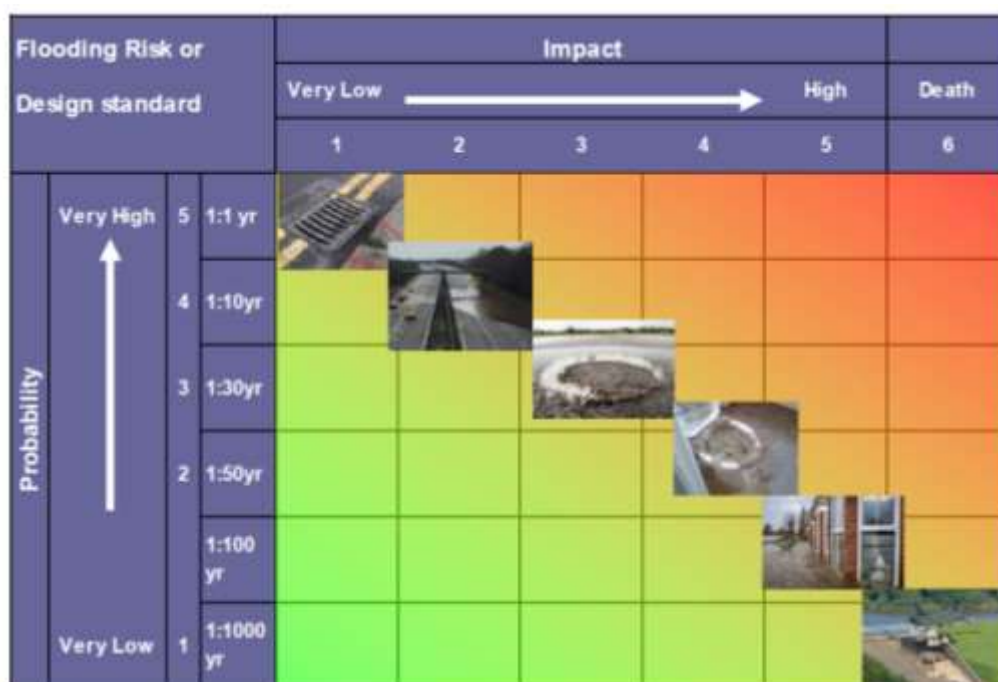 Flooding Risk or
Design standard
Impact
Very Low
High
Death
1
2
3
4
5
6
Probability
Very High
5
1:1 yr
4
1:10yr
3
1:30yr
2
1:50yr
1:100
yr
Very Low
1
1:1000
yr